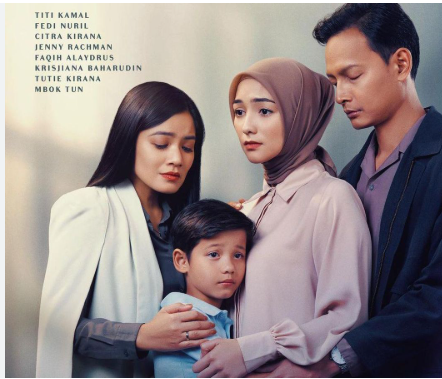 TITI KAMAL
FEDI NURIL
CITRA KIRANA
JENNY RACHMAN
FAQIH ALAYDRUS
KRISJIANA BAHARUDIN
TUTIE KIRANA
MBOK TUN